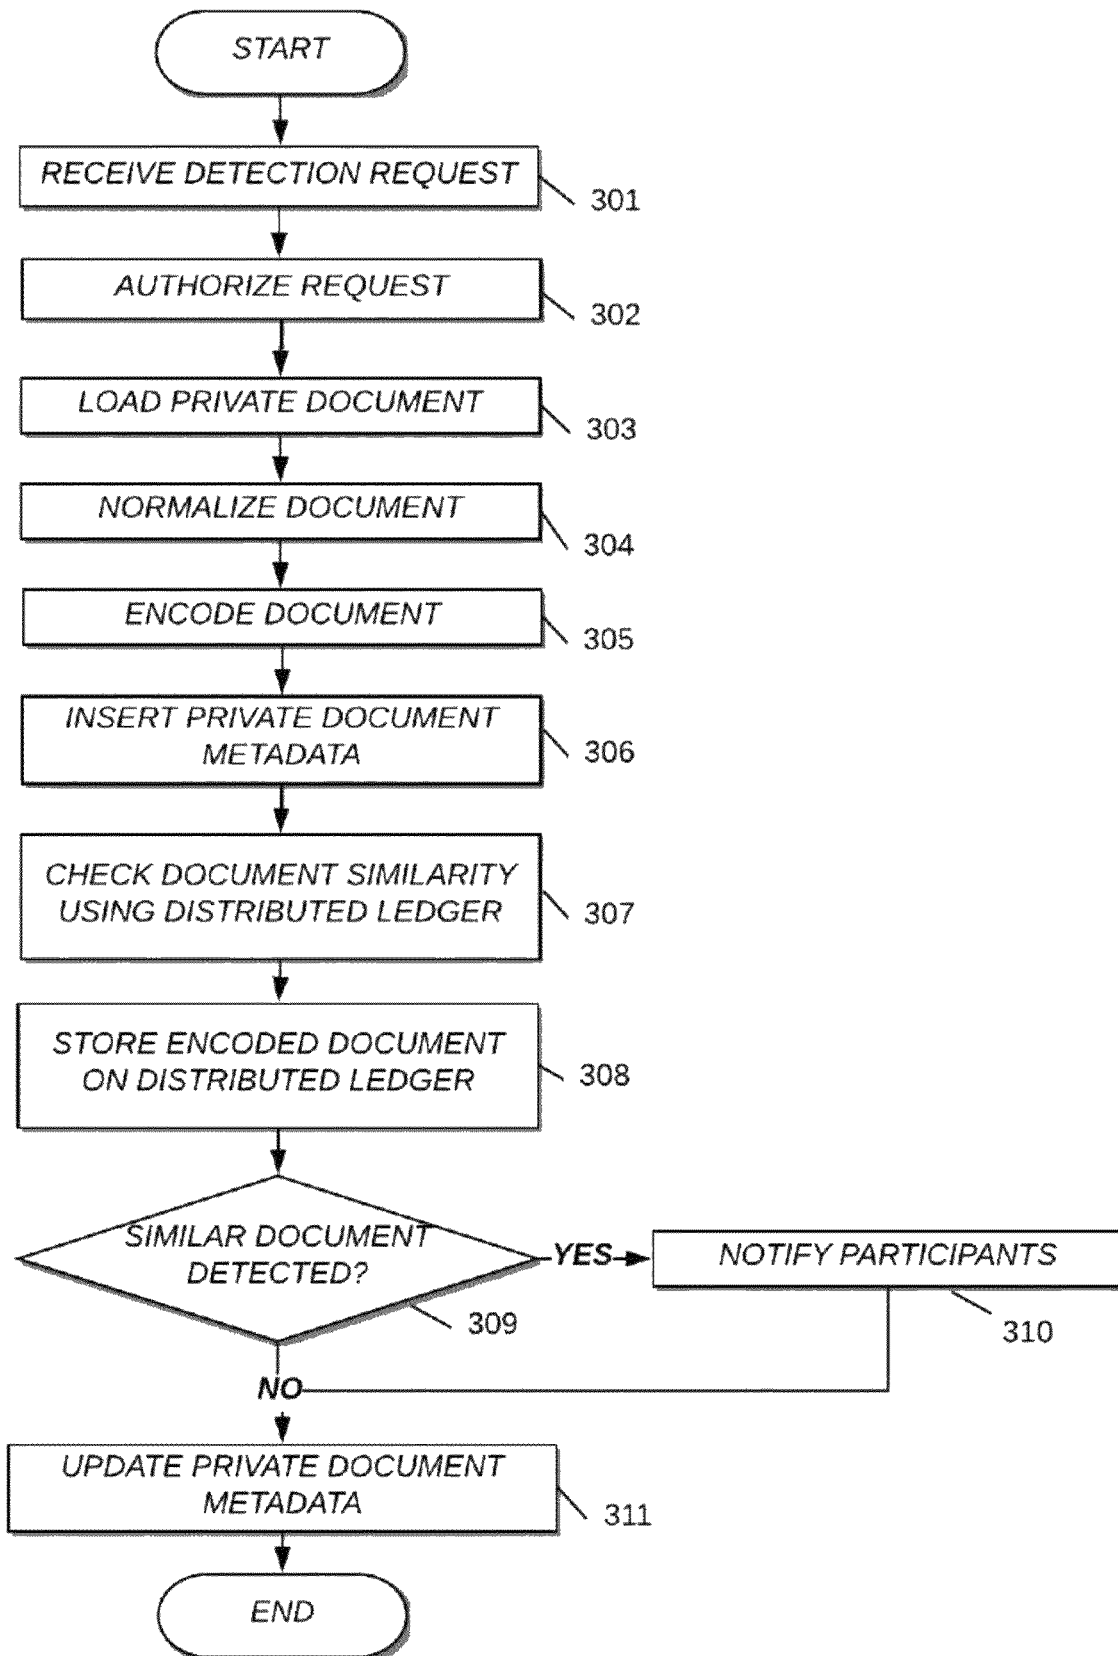 START
RECEIVE DETECTION REQUEST
301
AUTHORIZE REQUEST
302
LOAD PRIVATE DOCUMENT
303
NORMALIZE DOCUMENT
304
ENCODE DOCUMENT
305
INSERT PRIVATE DOCUMENT
METADATA
306
CHECK DOCUMENT SIMILARITY
USING DISTRIBUTED LEDGER
307
STORE ENCODED DOCUMENT
ON DISTRIBUTED LEDGER
308
SIMILAR DOCUMENT
DETECTED?
309
YES
NOTIFY PARTICIPANTS
310
NO
UPDATE PRIVATE DOCUMENT
METADATA
311
END